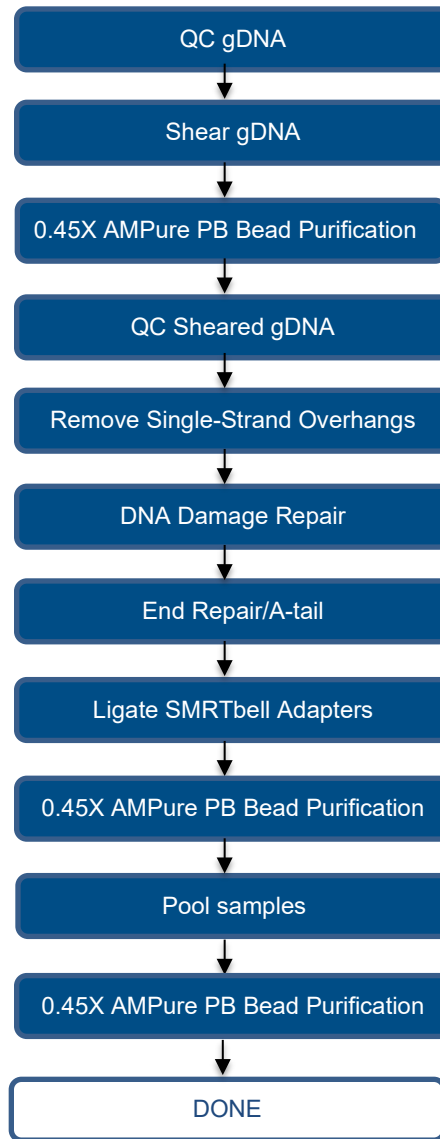 QC gDNA
Shear gDNA
0.45X AMPure PB Bead Purification
QC Sheared gDNA
Remove Single-Strand Overhangs
DNA Damage Repair
End Repair/A-tail
Ligate SMRTbell Adapters
0.45X AMPure PB Bead Purification
Pool samples
0.45X AMPure PB Bead Purification
DONE